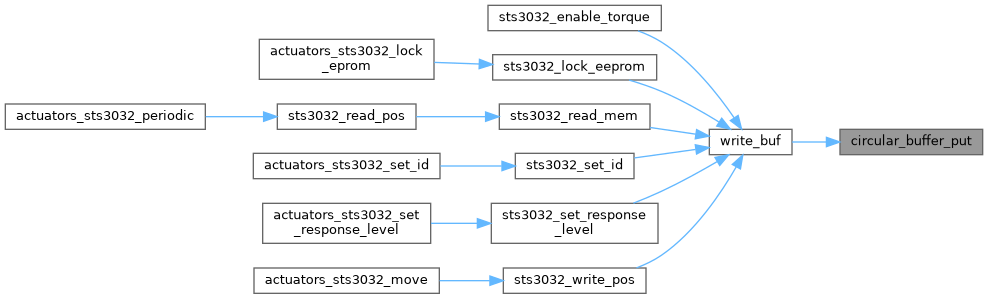 sts3032_enable_torque
actuators_sts3032_lock
_eprom
sts3032_lock_eeprom
actuators_sts3032_periodic
sts3032_read_pos
sts3032_read_mem
write_buf
circular_buffer_put
actuators_sts3032_set_id
sts3032_set_id
actuators_sts3032_set
_response_level
sts3032_set_response
_level
actuators_sts3032_move
sts3032_write_pos